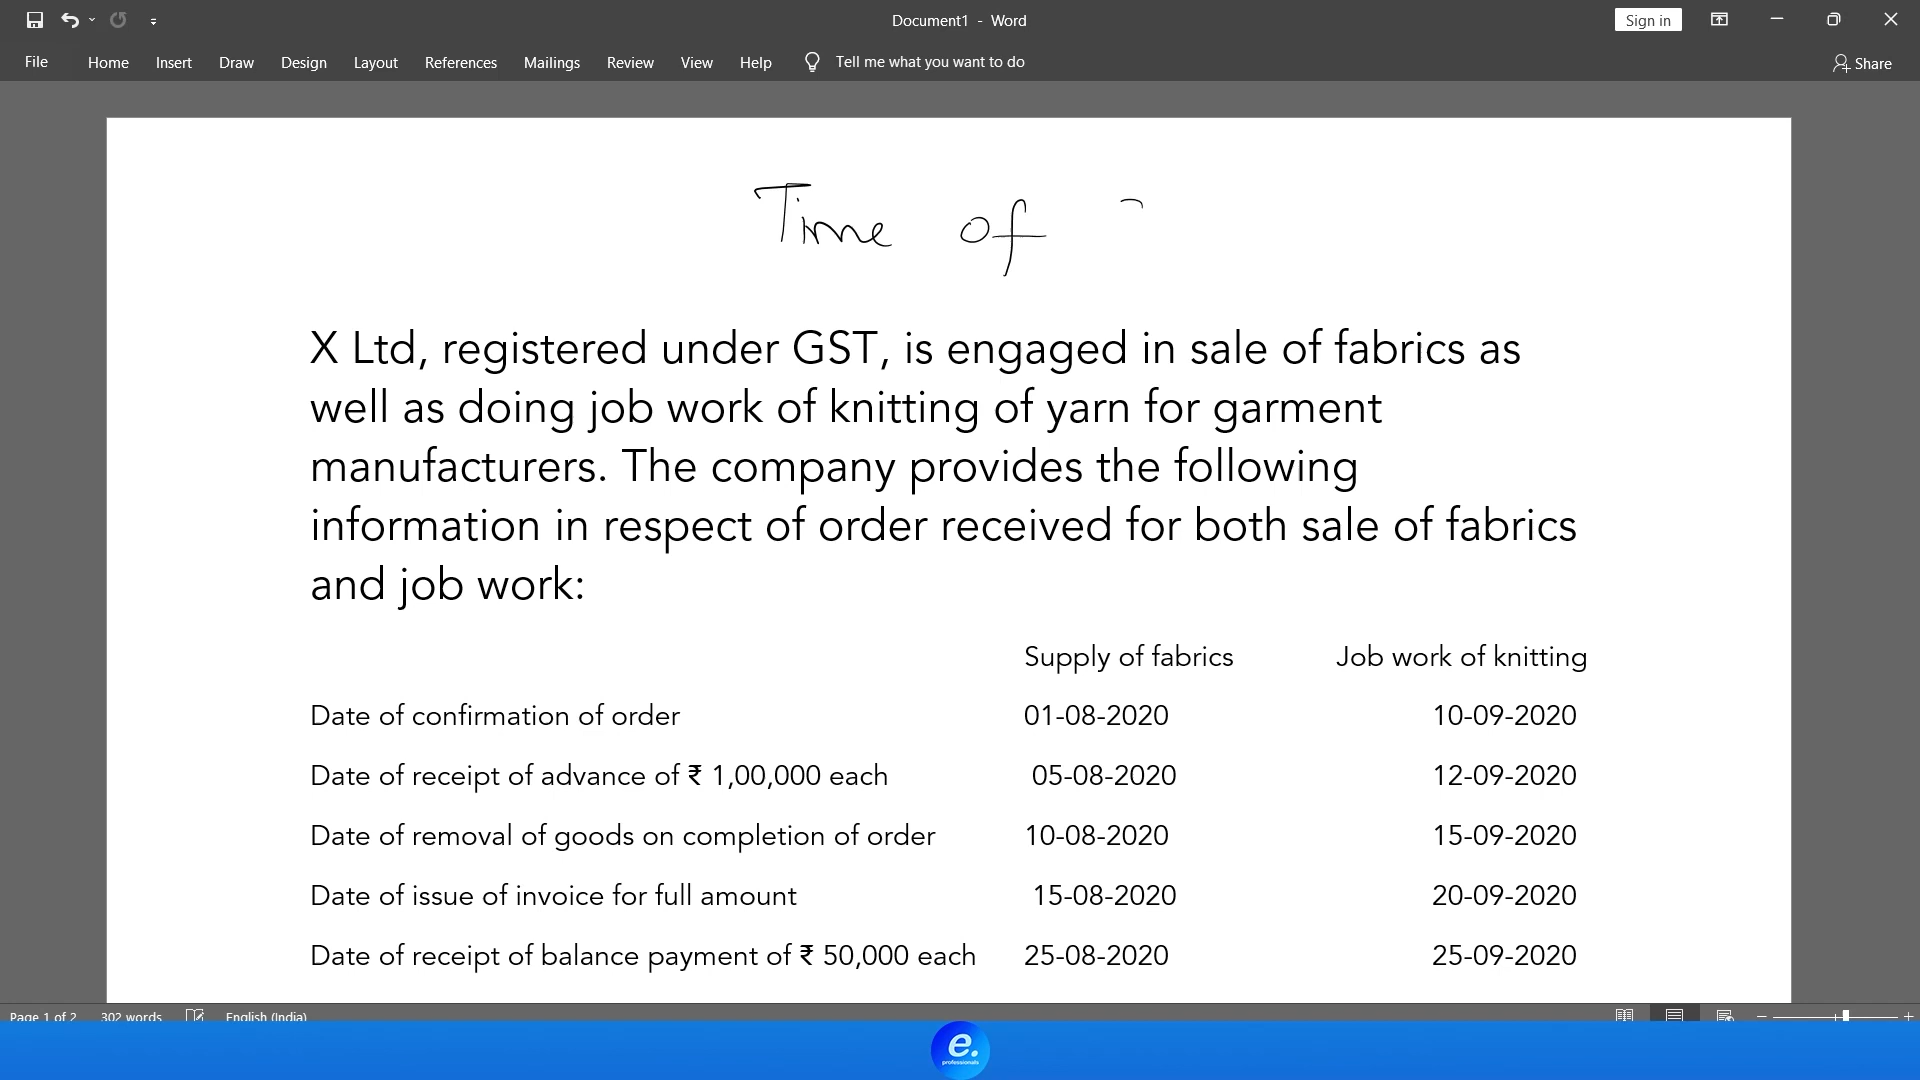 Document1 - Word
Sign in
File Home Insert Draw Design Layout References Mailings Review View Help Tell me what you want to do
Share
Time of
X Ltd, registered under GST, is engaged in sale of fabrics as
well as doing job work of knitting of yarn for garment
manufacturers. The company provides the following
information in respect of order received for both sale of fabrics
and job work:
Supply of fabrics Job work of knitting
Date of confirmation of order 01-08-2020 10-09-2020
Date of receipt of advance of ₹ 1,00,000 each 05-08-2020 12-09-2020
Date of removal of goods on completion of order 10-08-2020 15-09-2020
Date of issue of invoice for full amount 15-08-2020 20-09-2020
Date of receipt of balance payment of ₹ 50,000 each 25-08-2020 25-09-2020
Page 1 of 2 302 words English (India)
e.
professionals